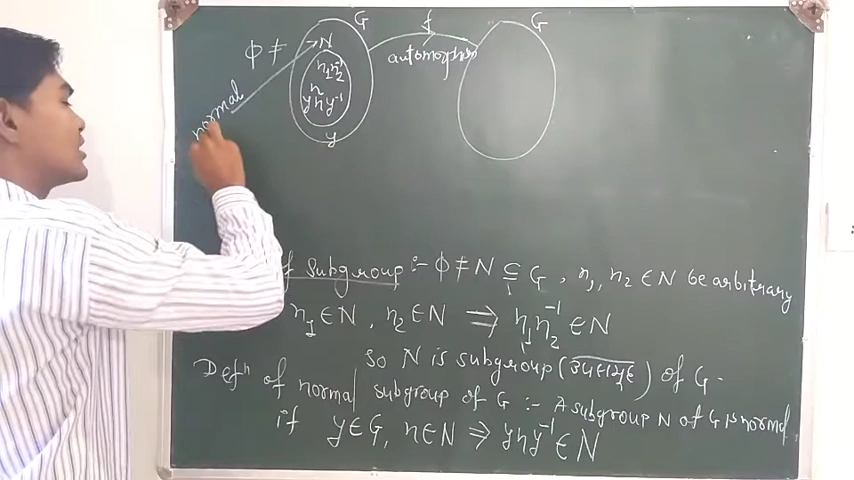 G f G
ϕ ≠ N
automorphism
n₁n₂⁻¹
n
yny⁻¹
y
normal
of subgroup :- ϕ ≠ N ⊆ G, n₁, n₂ ∈ N be arbitrary
n₁ ∈ N, n₂ ∈ N ⇒ n₁n₂⁻¹ ∈ N
so N is subgroup (उपसमूह) of G.
Defⁿ of normal subgroup of G :- A subgroup N of G is normal
if y ∈ G, n ∈ N ⇒ yny⁻¹ ∈ N